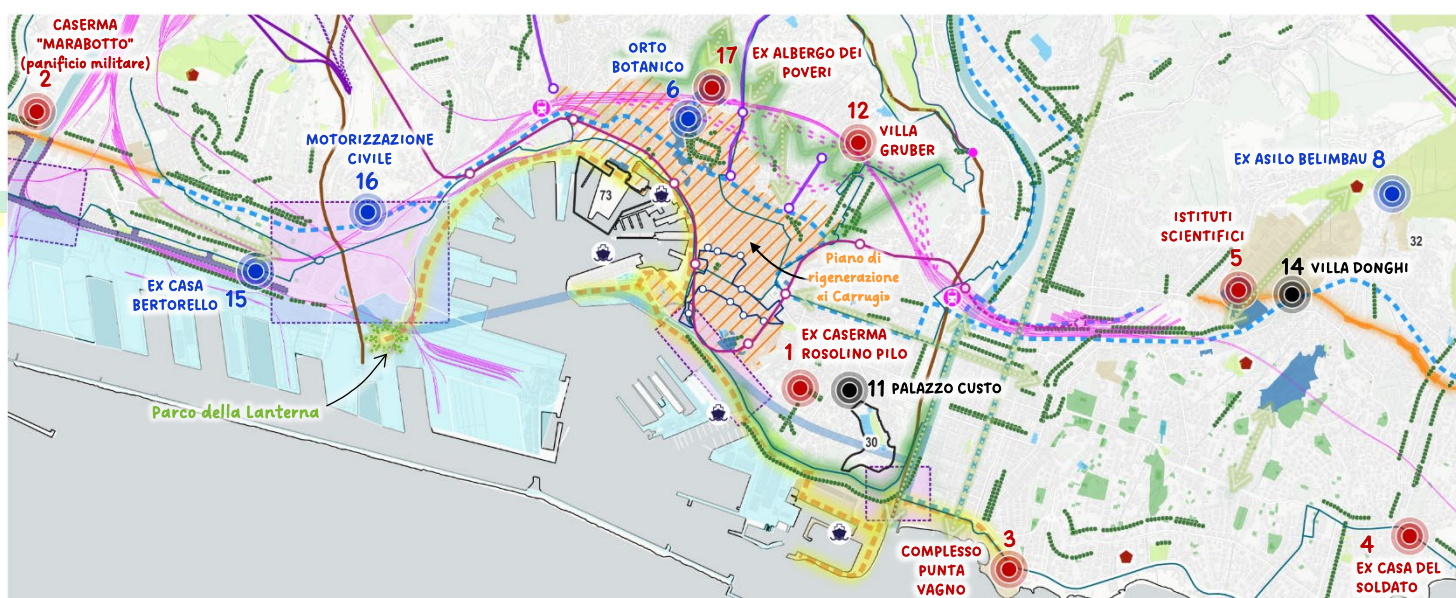 CASERMA
"MARABOTTO"
(panificio militare)
2
MOTORIZZAZIONE
CIVILE
16
EX CASA
BERTORELLO 15
Parco della Lanterna
ORTO
BOTANICO
6
17
EX ALBERGO DEI
POVERI
12
VILLA
GRUBER
73
Piano di
rigenerazione
«i Carrugi»
1
EX CASERMA
ROSOLINO PILO
11 PALAZZO CUSTO
30
COMPLESSO
PUNTA
VAGNO
3
EX ASILO BELIMBAU 8
32
ISTITUTI
SCIENTIFICI
5
14 VILLA DONGHI
4
EX CASA DEL
SOLDATO